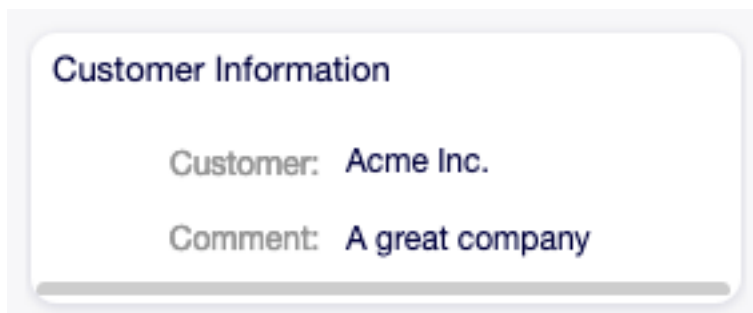 Customer Information
Customer: Acme Inc.
Comment: A great company